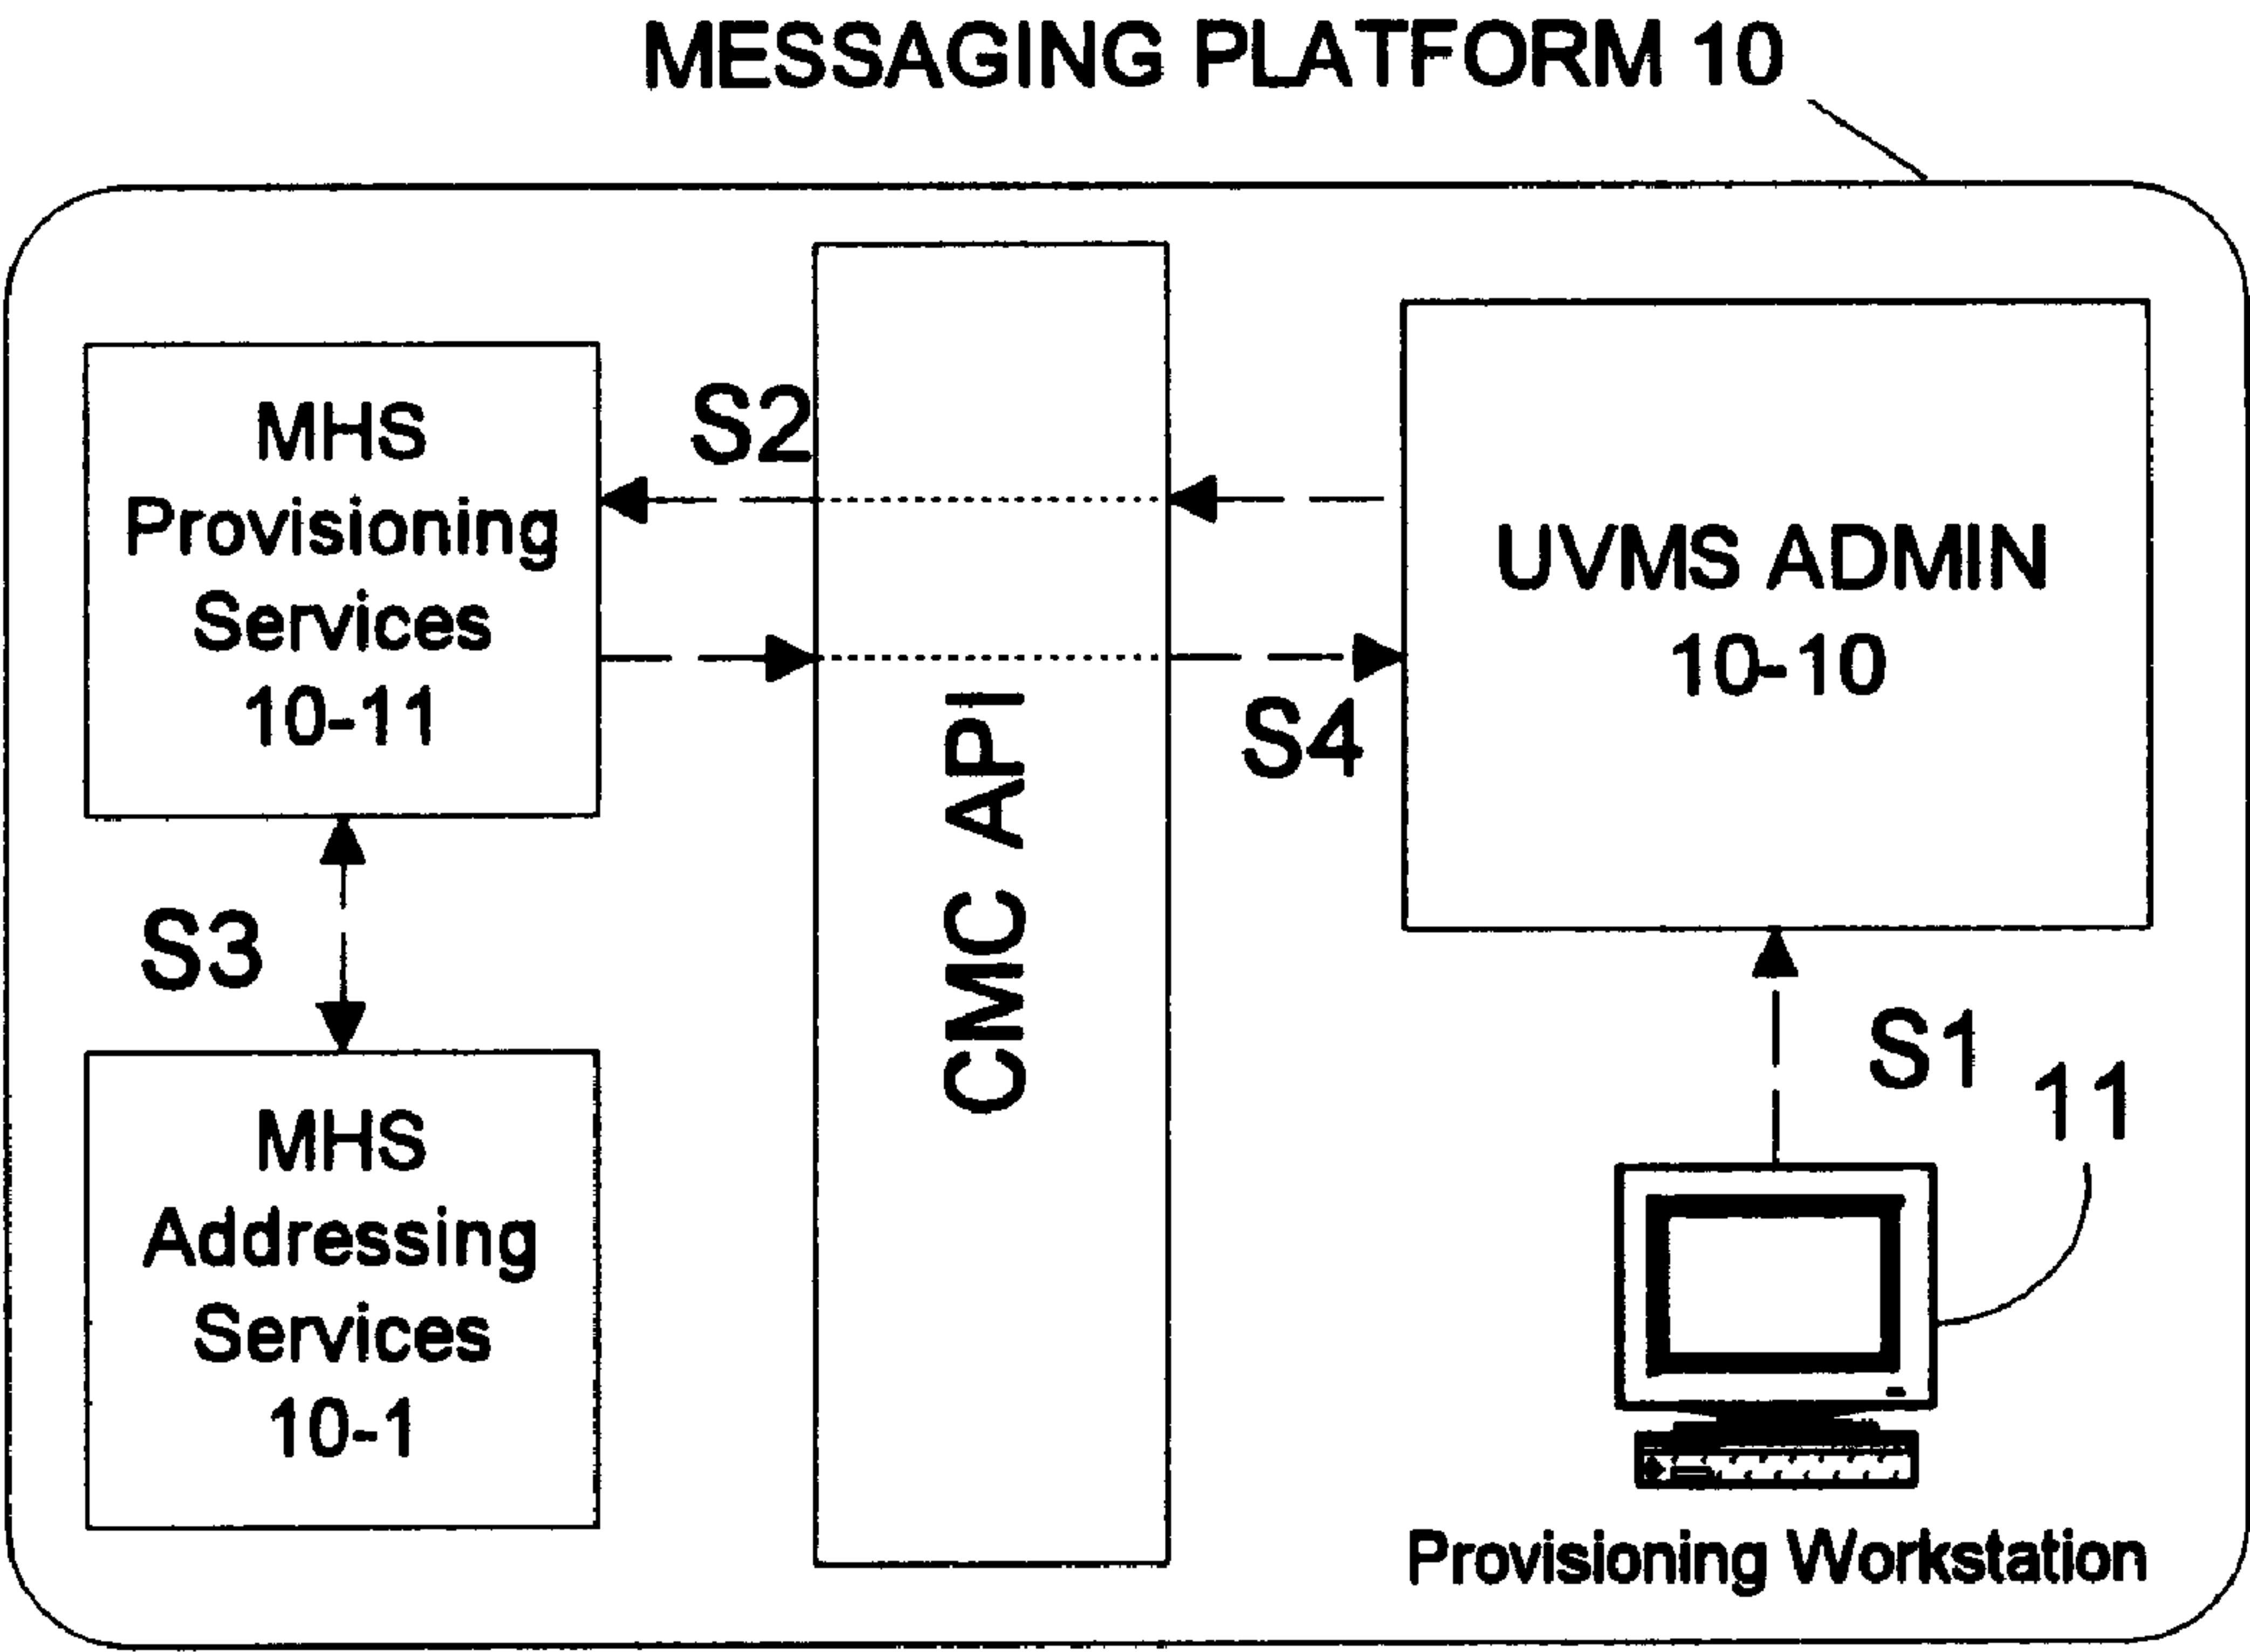 MESSAGING PLATFORM 10
MHS
Provisioning
Services
10-11
S2
CMC API
UVMS ADMIN
10-10
S4
S3
S1
11
MHS
Addressing
Services
10-1
Provisioning Workstation